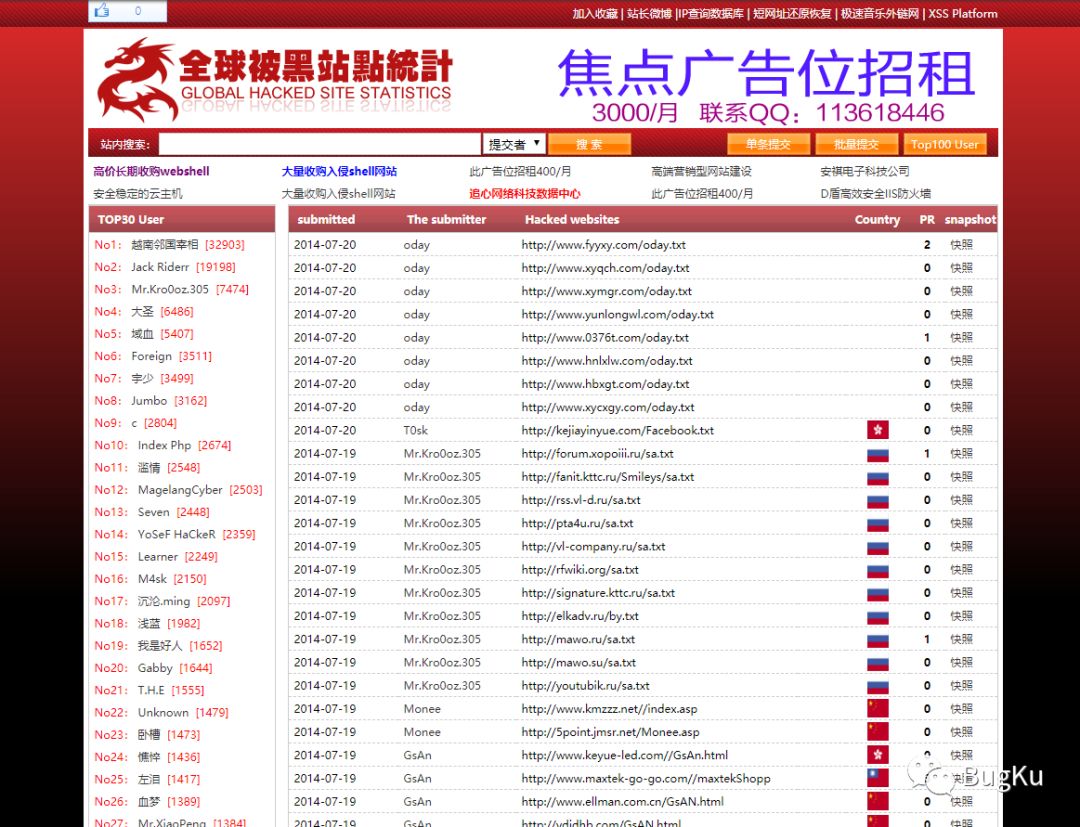 0
加入收藏 | 站长微博 |IP查询数据库 | 短网址还原恢复 | 极速音乐外链网 | XSS Platform
全球被黑站點統計
GLOBAL HACKED SITE STATISTICS
焦点广告位招租
3000/月 联系QQ：113618446
站内搜索: 提交者 搜 索 单条提交 批量提交 Top100 User
高价长期收购webshell 大量收购入侵shell网站 此广告位招租400/月 高端营销型网站建设 安祺电子科技公司
安全稳定的云主机 大量收购入侵shell网站 追心网络科技数据中心 此广告位招租400/月 D盾高效安全IIS防火墙
TOP30 User
No1: 越南邻国宰相 [32903]
No2: Jack Riderr [19198]
No3: Mr.Kro0oz.305 [7474]
No4: 大圣 [6486]
No5: 域血 [5407]
No6: Foreign [3511]
No7: 宇少 [3499]
No8: Jumbo [3162]
No9: c [2804]
No10: Index Php [2674]
No11: 滥情 [2548]
No12: MagelangCyber [2503]
No13: Seven [2448]
No14: YoSeF HaCkeR [2359]
No15: Learner [2249]
No16: M4sk [2150]
No17: 沉沦.ming [2097]
No18: 浅蓝 [1982]
No19: 我是好人 [1652]
No20: Gabby [1644]
No21: T.H.E [1555]
No22: Unknown [1479]
No23: 卧槽 [1473]
No24: 憔悴 [1436]
No25: 左泪 [1417]
No26: 血梦 [1389]
No27: Mr.XiaoPeng [1384]
submitted The submitter Hacked websites Country PR snapshot
2014-07-20 oday http://www.fyyxy.com/oday.txt 2 快照
2014-07-20 oday http://www.xyqch.com/oday.txt 0 快照
2014-07-20 oday http://www.xymgr.com/oday.txt 0 快照
2014-07-20 oday http://www.yunlongwl.com/oday.txt 0 快照
2014-07-20 oday http://www.0376t.com/oday.txt 1 快照
2014-07-20 oday http://www.hnlxlw.com/oday.txt 0 快照
2014-07-20 oday http://www.hbxgt.com/oday.txt 0 快照
2014-07-20 oday http://www.xycxgy.com/oday.txt 0 快照
2014-07-20 T0sk http://kejiayinyue.com/Facebook.txt 0 快照
2014-07-19 Mr.Kro0oz.305 http://forum.xopoiii.ru/sa.txt 1 快照
2014-07-19 Mr.Kro0oz.305 http://fanit.kttc.ru/Smileys/sa.txt 0 快照
2014-07-19 Mr.Kro0oz.305 http://rss.vl-d.ru/sa.txt 0 快照
2014-07-19 Mr.Kro0oz.305 http://pta4u.ru/sa.txt 0 快照
2014-07-19 Mr.Kro0oz.305 http://vl-company.ru/sa.txt 0 快照
2014-07-19 Mr.Kro0oz.305 http://rfwiki.org/sa.txt 0 快照
2014-07-19 Mr.Kro0oz.305 http://signature.kttc.ru/sa.txt 0 快照
2014-07-19 Mr.Kro0oz.305 http://elkadv.ru/by.txt 0 快照
2014-07-19 Mr.Kro0oz.305 http://mawo.ru/sa.txt 1 快照
2014-07-19 Mr.Kro0oz.305 http://mawo.su/sa.txt 0 快照
2014-07-19 Mr.Kro0oz.305 http://youtubik.ru/sa.txt 0 快照
2014-07-19 Monee http://www.kmzzz.net//index.asp 0 快照
2014-07-19 Monee http://5point.jmsr.net/Monee.asp 0 快照
2014-07-19 GsAn http://www.keyue-led.com//GsAn.html 0 快照
2014-07-19 GsAn http://www.maxtek-go-go.com//maxtekShopp
2014-07-19 GsAn http://www.ellman.com.cn/GsAN.html 0 快照
2014-07-19 GsAn http://vdidhb.com/GsAN.html 0 快照
BugKu